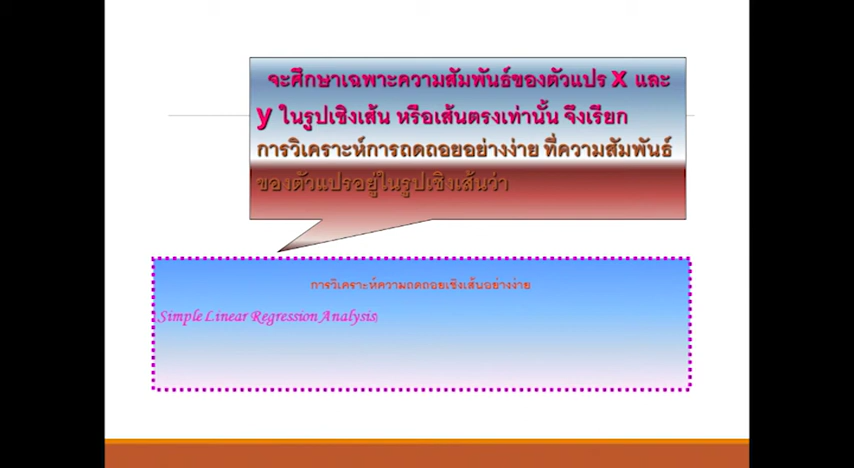 จะศึกษาเฉพาะความสัมพันธ์ของตัวแปร x และ
y ในรูปเชิงเส้น หรือเส้นตรงเท่านั้น จึงเรียก
การวิเคราะห์การถดถอยอย่างง่าย ที่ความสัมพันธ์
ของตัวแปรอยู่ในรูปเชิงเส้นว่า
การวิเคราะห์ความถดถอยเชิงเส้นอย่างง่าย
Simple Linear Regression Analysis